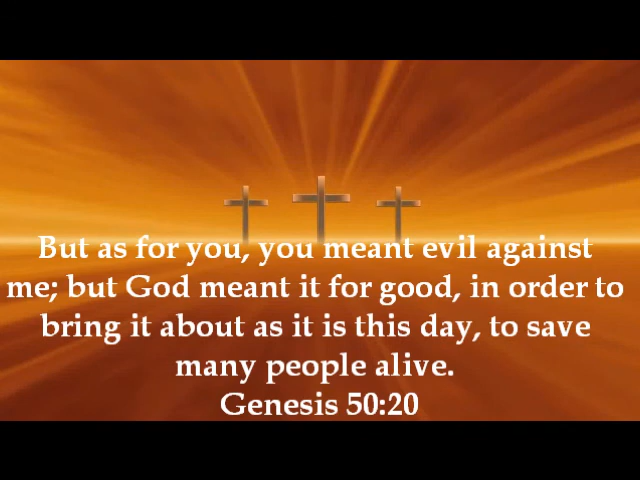 But as for you, you meant evil against
me; but God meant it for good, in order to
bring it about as it is this day, to save
many people alive.
Genesis 50:20